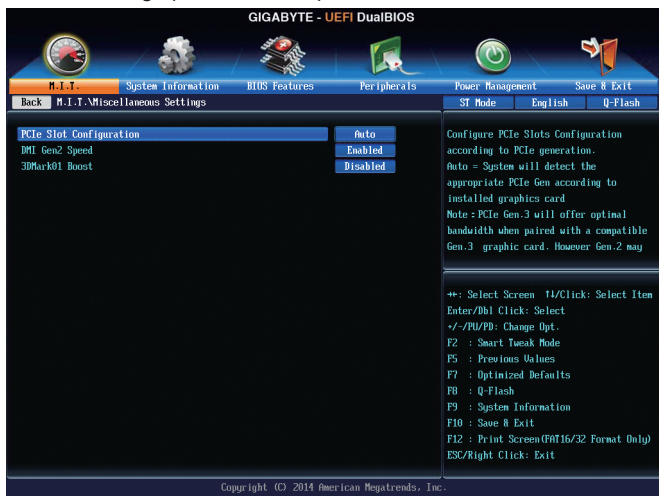 GIGABYTE - UEFI DualBIOS
M.I.T.
System Information
BIOS Features
Peripherals
Power Management
Save & Exit
Back M.I.T.\Miscellaneous Settings
ST Mode
English
Q-Flash
PCIe Slot Configuration Auto
DMI Gen2 Speed Enabled
3DMark01 Boost Disabled
Configure PCIe Slots Configuration
according to PCIe generation.
Auto = System will detect the
appropriate PCIe Gen according to
installed graphics card
Note : PCIe Gen.3 will offer optimal
bandwidth when paired with a compatible
Gen.3 graphic card. However Gen.2 may
→←: Select Screen ↑↓/Click: Select Item
Enter/Dbl Click: Select
+/-/PU/PD: Change Opt.
F2 : Smart Tweak Mode
F5 : Previous Values
F7 : Optimized Defaults
F8 : Q-Flash
F9 : System Information
F10 : Save & Exit
F12 : Print Screen(FAT16/32 Format Only)
ESC/Right Click: Exit
Copyright (C) 2014 American Megatrends, Inc.